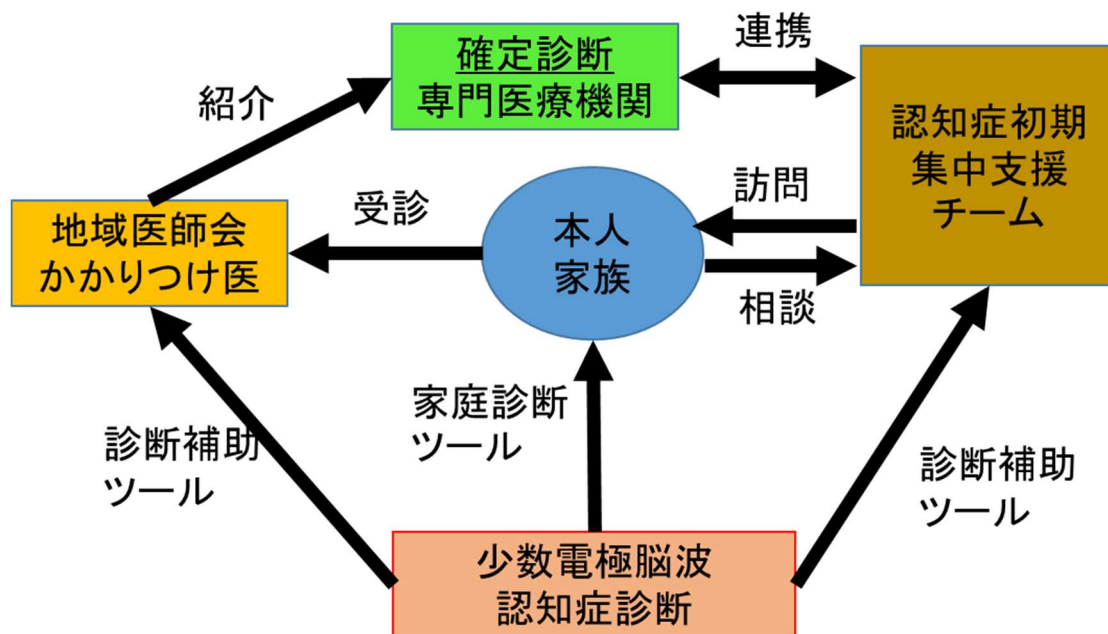 連携
確定診断
専門医療機関
紹介
認知症初期
集中支援
チーム
訪問
受診
本人
家族
地域医師会
かかりつけ医
相談
家庭診断
ツール
診断補助
ツール
診断補助
ツール
少数電極脳波
認知症診断